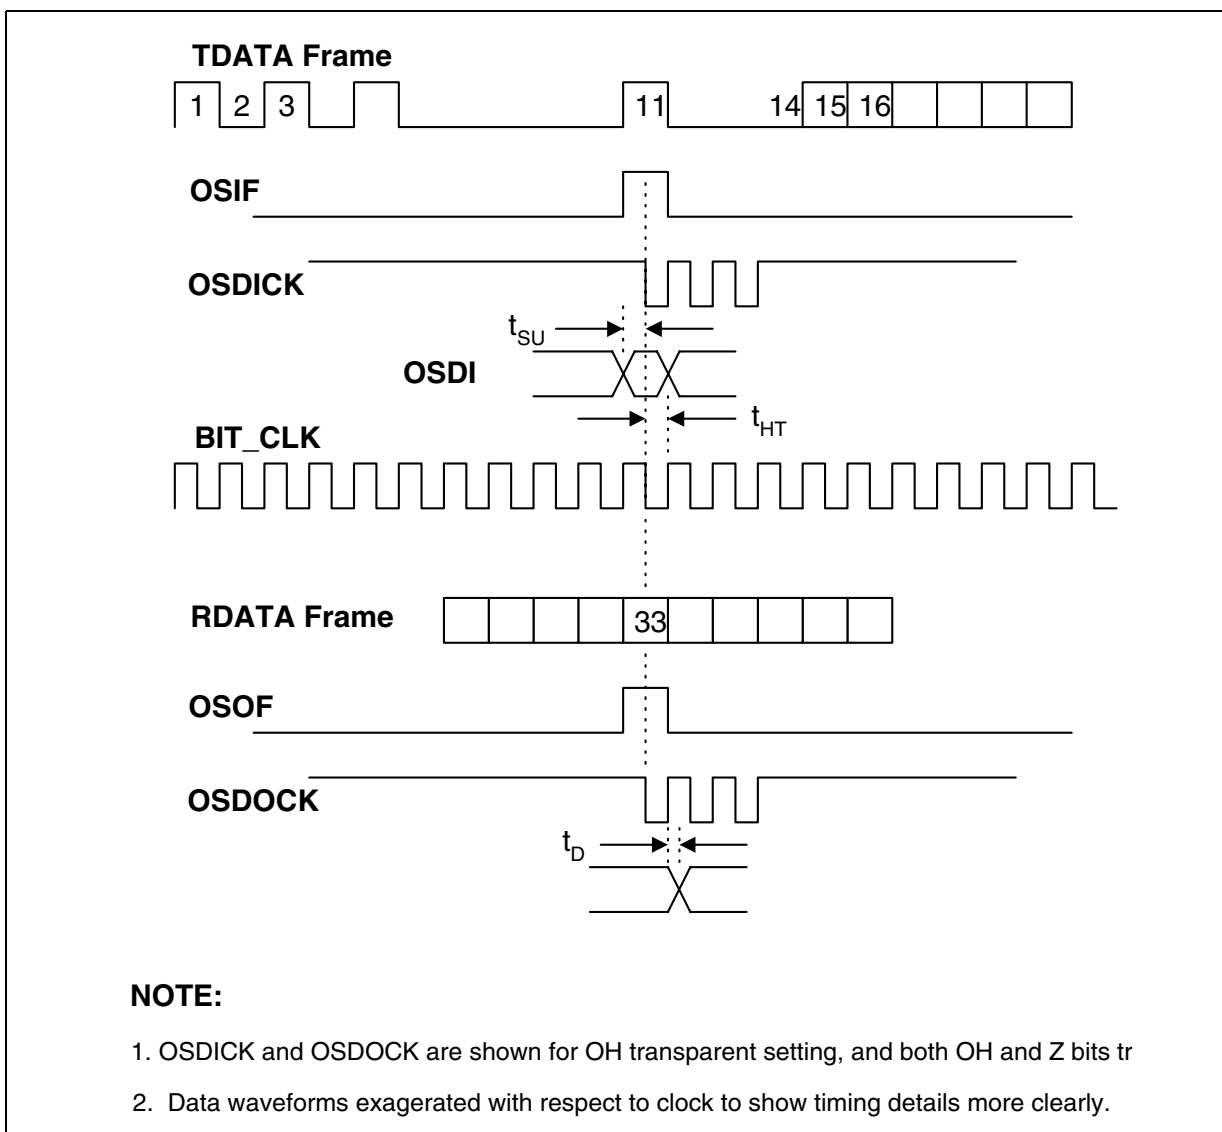 TDATA Frame
1 2 3 11 14 15 16
OSIF
OSDICK
tSU
OSDI
tHT
BIT_CLK
RDATA Frame
33
OSOF
OSDOCK
tD
NOTE:
1. OSDICK and OSDOCK are shown for OH transparent setting, and both OH and Z bits tr
2. Data waveforms exagerated with respect to clock to show timing details more clearly.